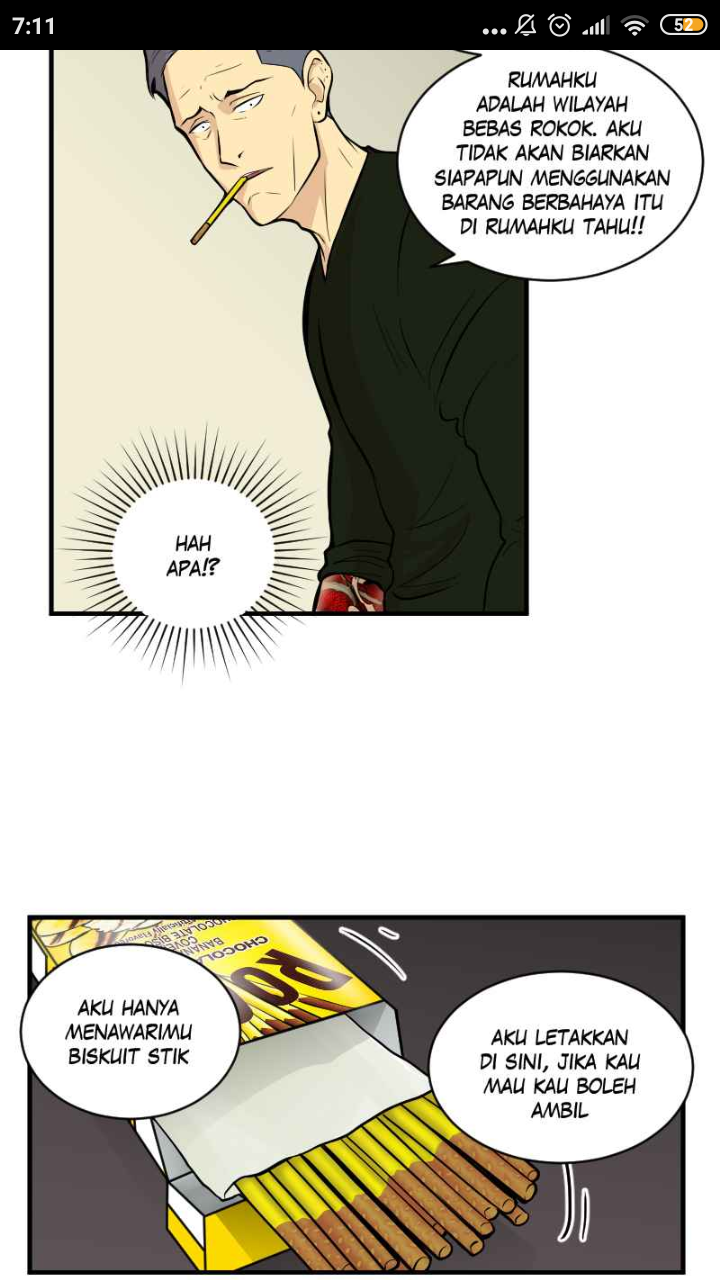 7:11
52
RUMAHKU
ADALAH WILAYAH
BEBAS ROKOK. AKU
TIDAK AKAN BIARKAN
SIAPAPUN MENGGUNAKAN
BARANG BERBAHAYA ITU
DI RUMAHKU TAHU!!
HAH
APA!?
AKU HANYA
MENAWARIMU
BISKUIT STIK
AKU LETAKKAN
DI SINI, JIKA KAU
MAU KAU BOLEH
AMBIL